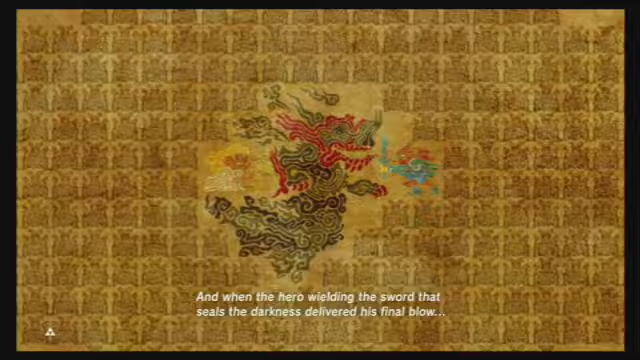 And when the hero wielding the sword that
seals the darkness delivered his final blow...